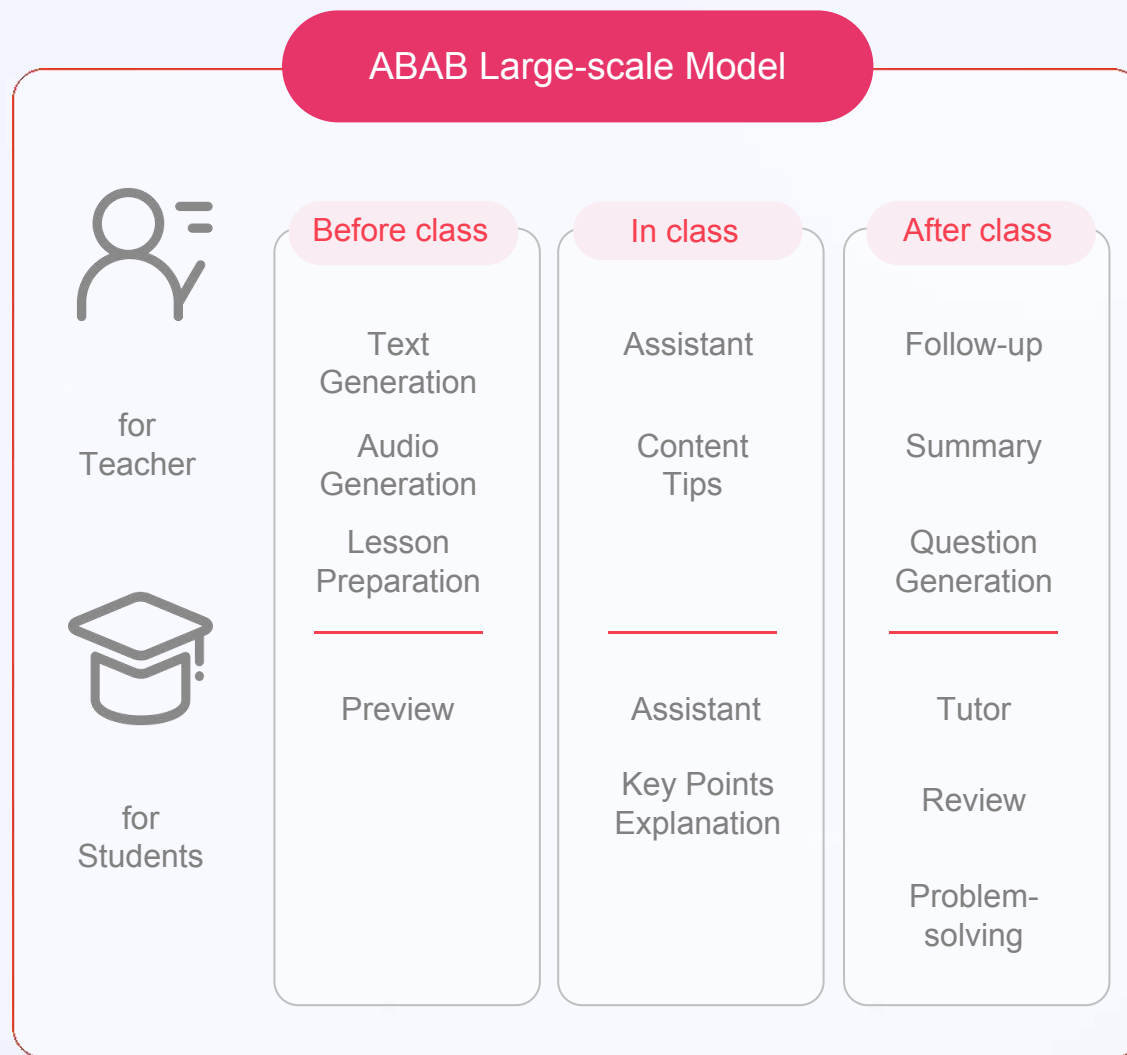 ABAB Large-scale Model
Before class
In class
After class
for
Teacher
Text
Generation
Assistant
Follow-up
Audio
Generation
Content
Tips
Summary
Lesson
Preparation
Question
Generation
for
Students
Preview
Assistant
Tutor
Key Points
Explanation
Review
Problem-
solving